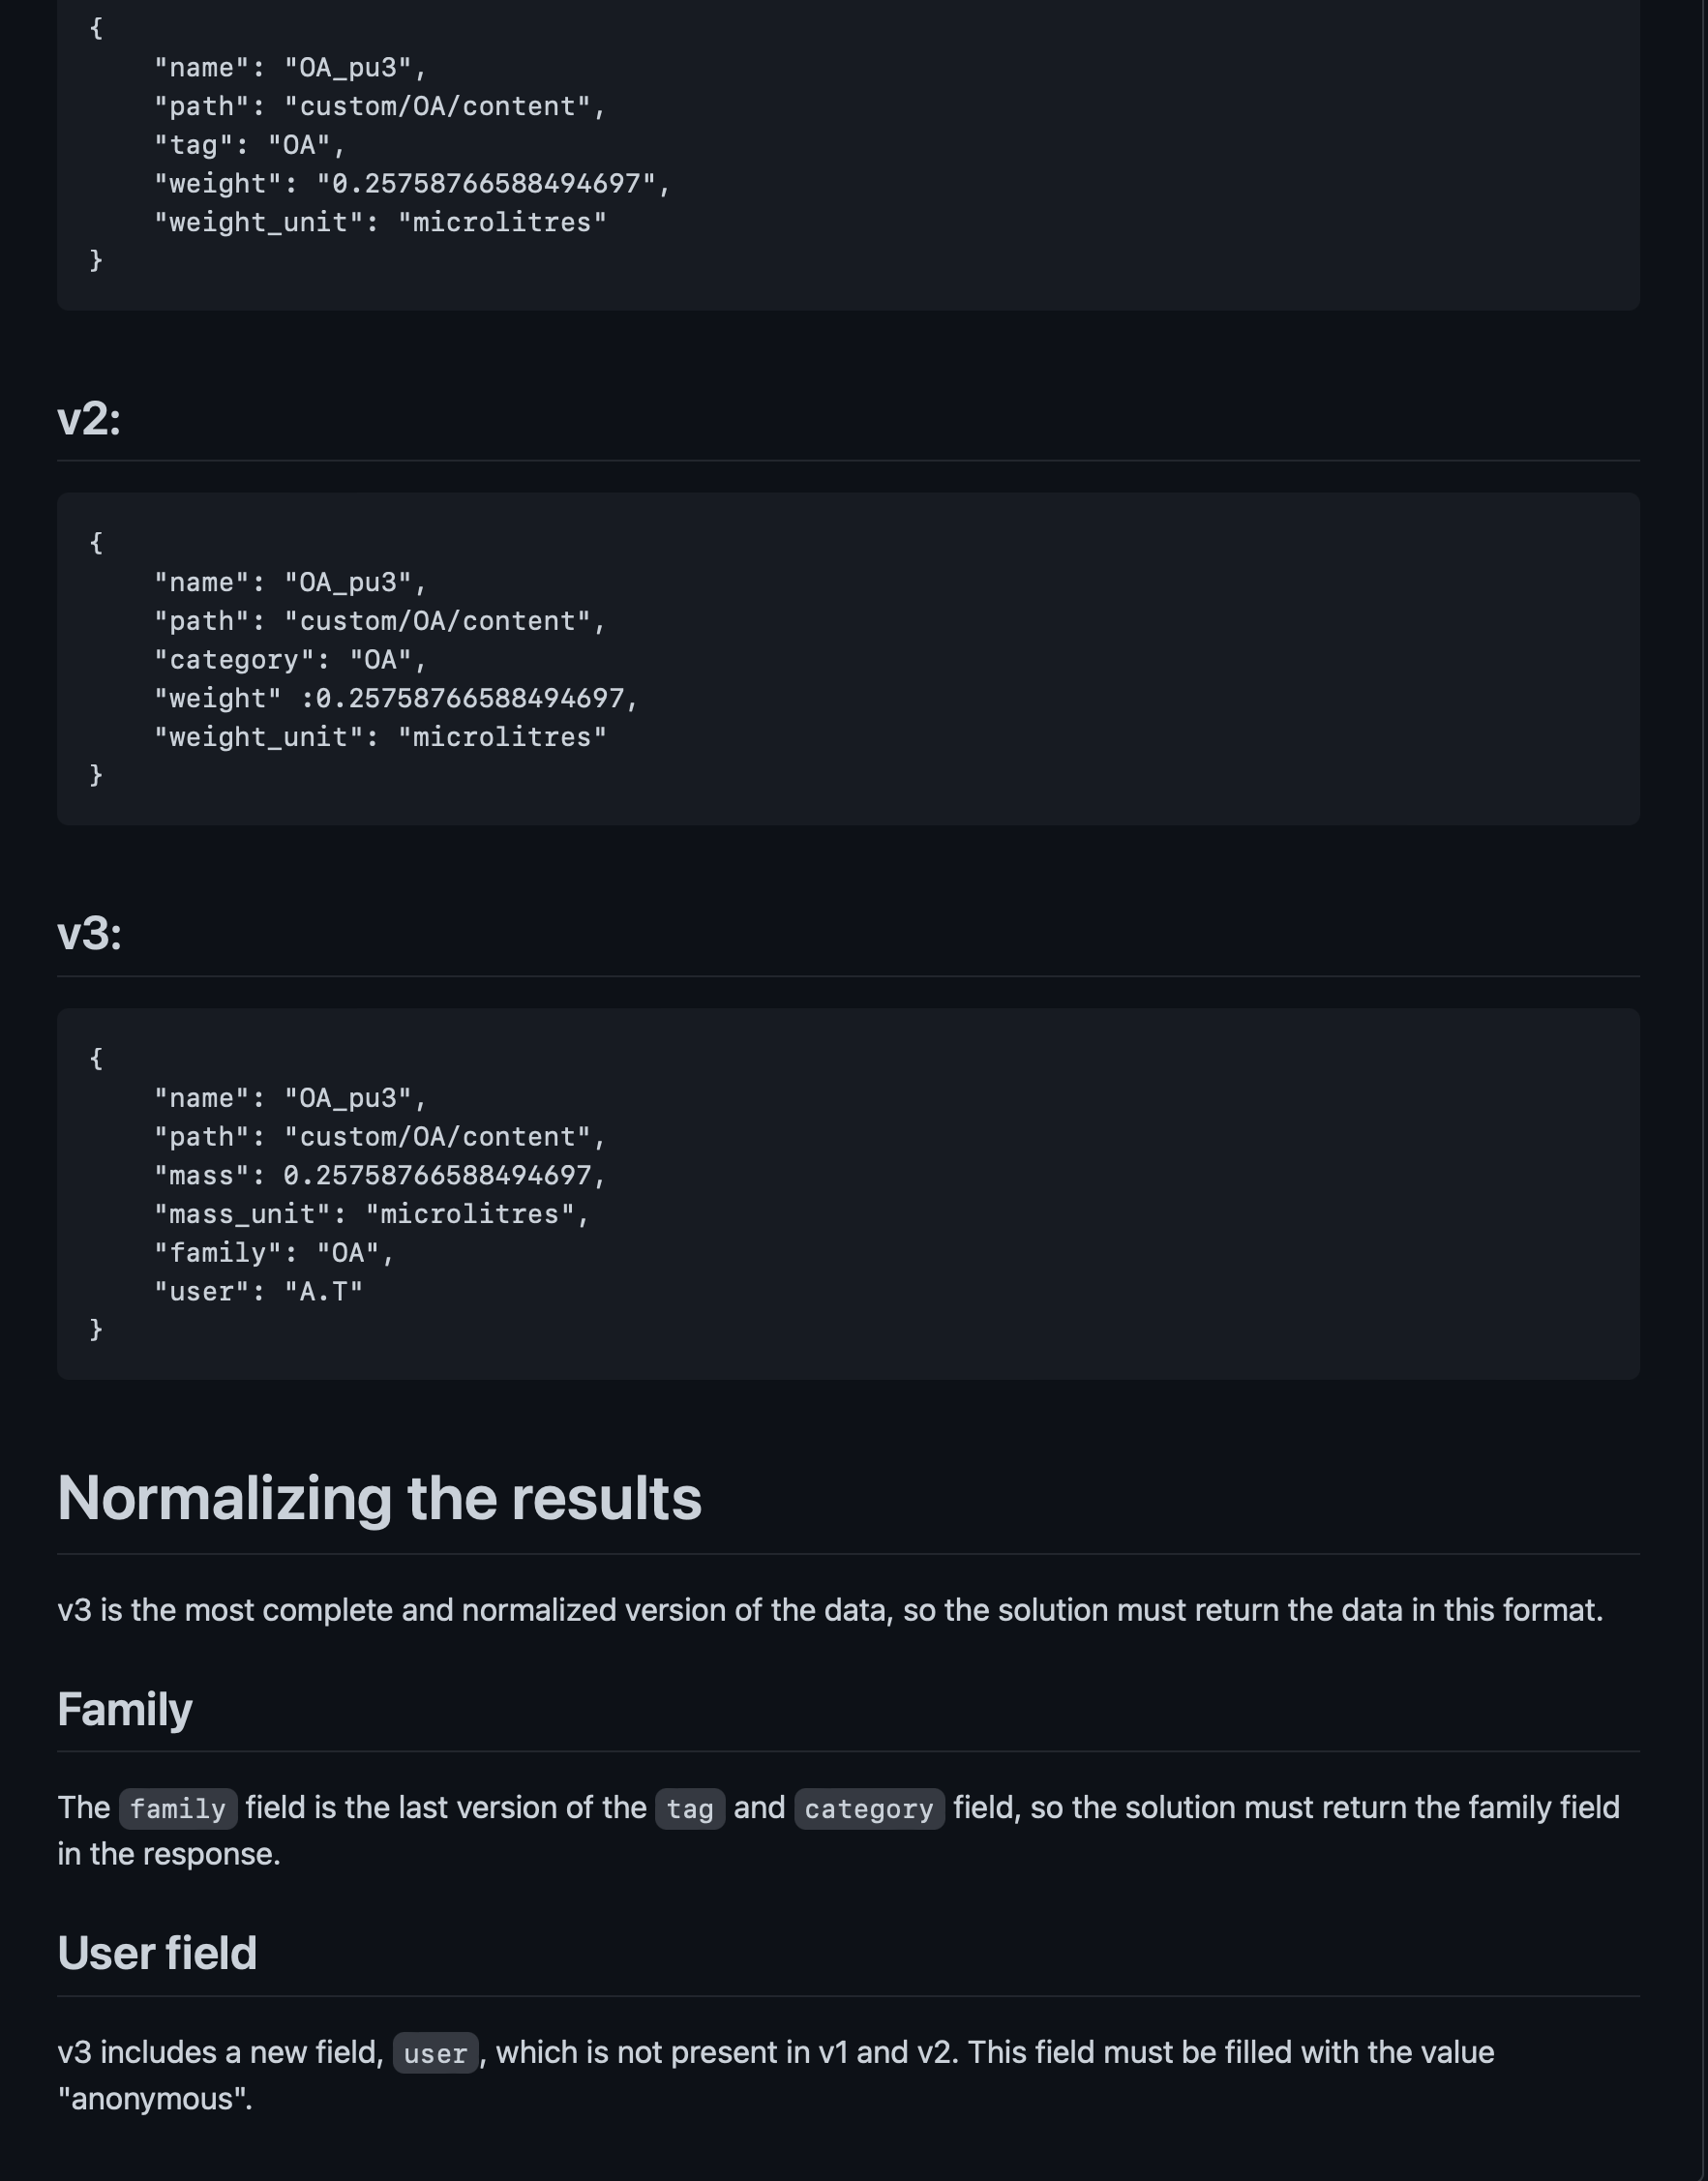 {
    "name": "OA_pu3",
    "path": "custom/OA/content",
    "tag": "OA",
    "weight": "0.25758766588494697",
    "weight_unit": "microlitres"
}
v2:
{
    "name": "OA_pu3",
    "path": "custom/OA/content",
    "category": "OA",
    "weight" :0.25758766588494697,
    "weight_unit": "microlitres"
}
v3:
{
    "name": "OA_pu3",
    "path": "custom/OA/content",
    "mass": 0.25758766588494697,
    "mass_unit": "microlitres",
    "family": "OA",
    "user": "A.T"
}
Normalizing the results
v3 is the most complete and normalized version of the data, so the solution must return the data in this format.
Family
The family field is the last version of the tag and category field, so the solution must return the family field
in the response.
User field
v3 includes a new field, user, which is not present in v1 and v2. This field must be filled with the value
"anonymous".